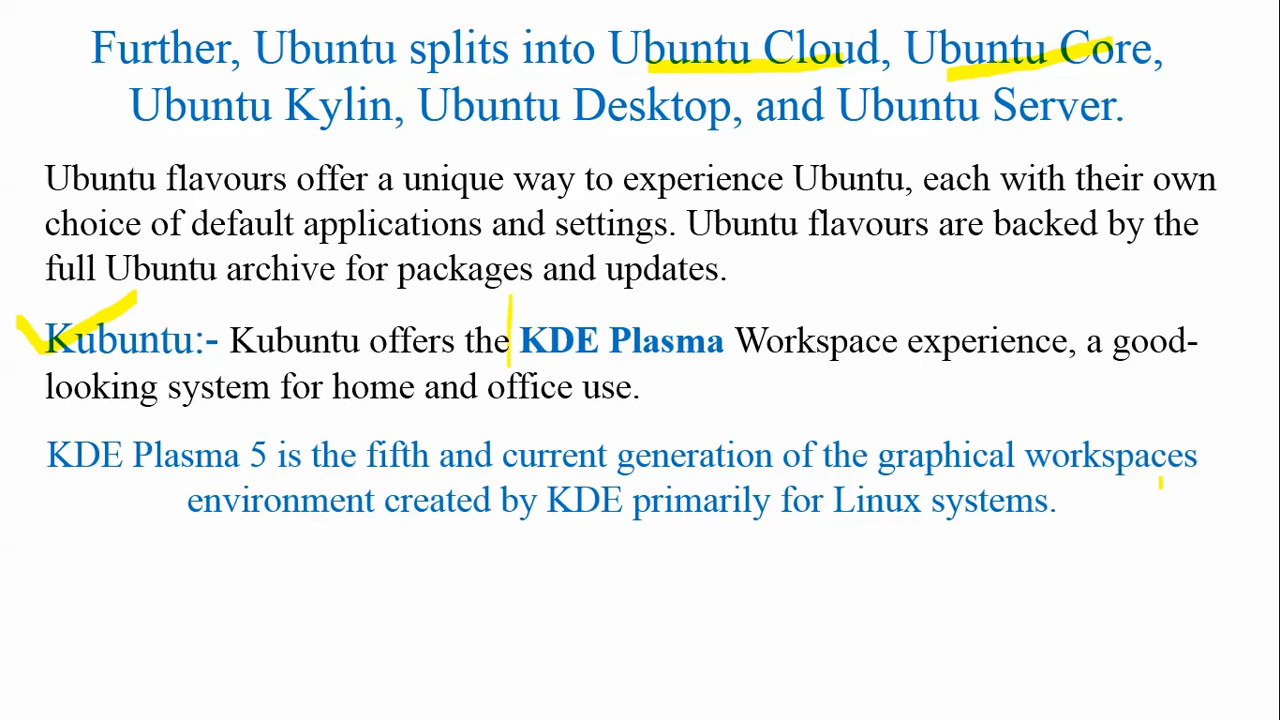 Further, Ubuntu splits into Ubuntu Cloud, Ubuntu Core,
Ubuntu Kylin, Ubuntu Desktop, and Ubuntu Server.
Ubuntu flavours offer a unique way to experience Ubuntu, each with their own
choice of default applications and settings. Ubuntu flavours are backed by the
full Ubuntu archive for packages and updates.
Kubuntu:- Kubuntu offers the KDE Plasma Workspace experience, a good-
looking system for home and office use.
KDE Plasma 5 is the fifth and current generation of the graphical workspaces
environment created by KDE primarily for Linux systems.